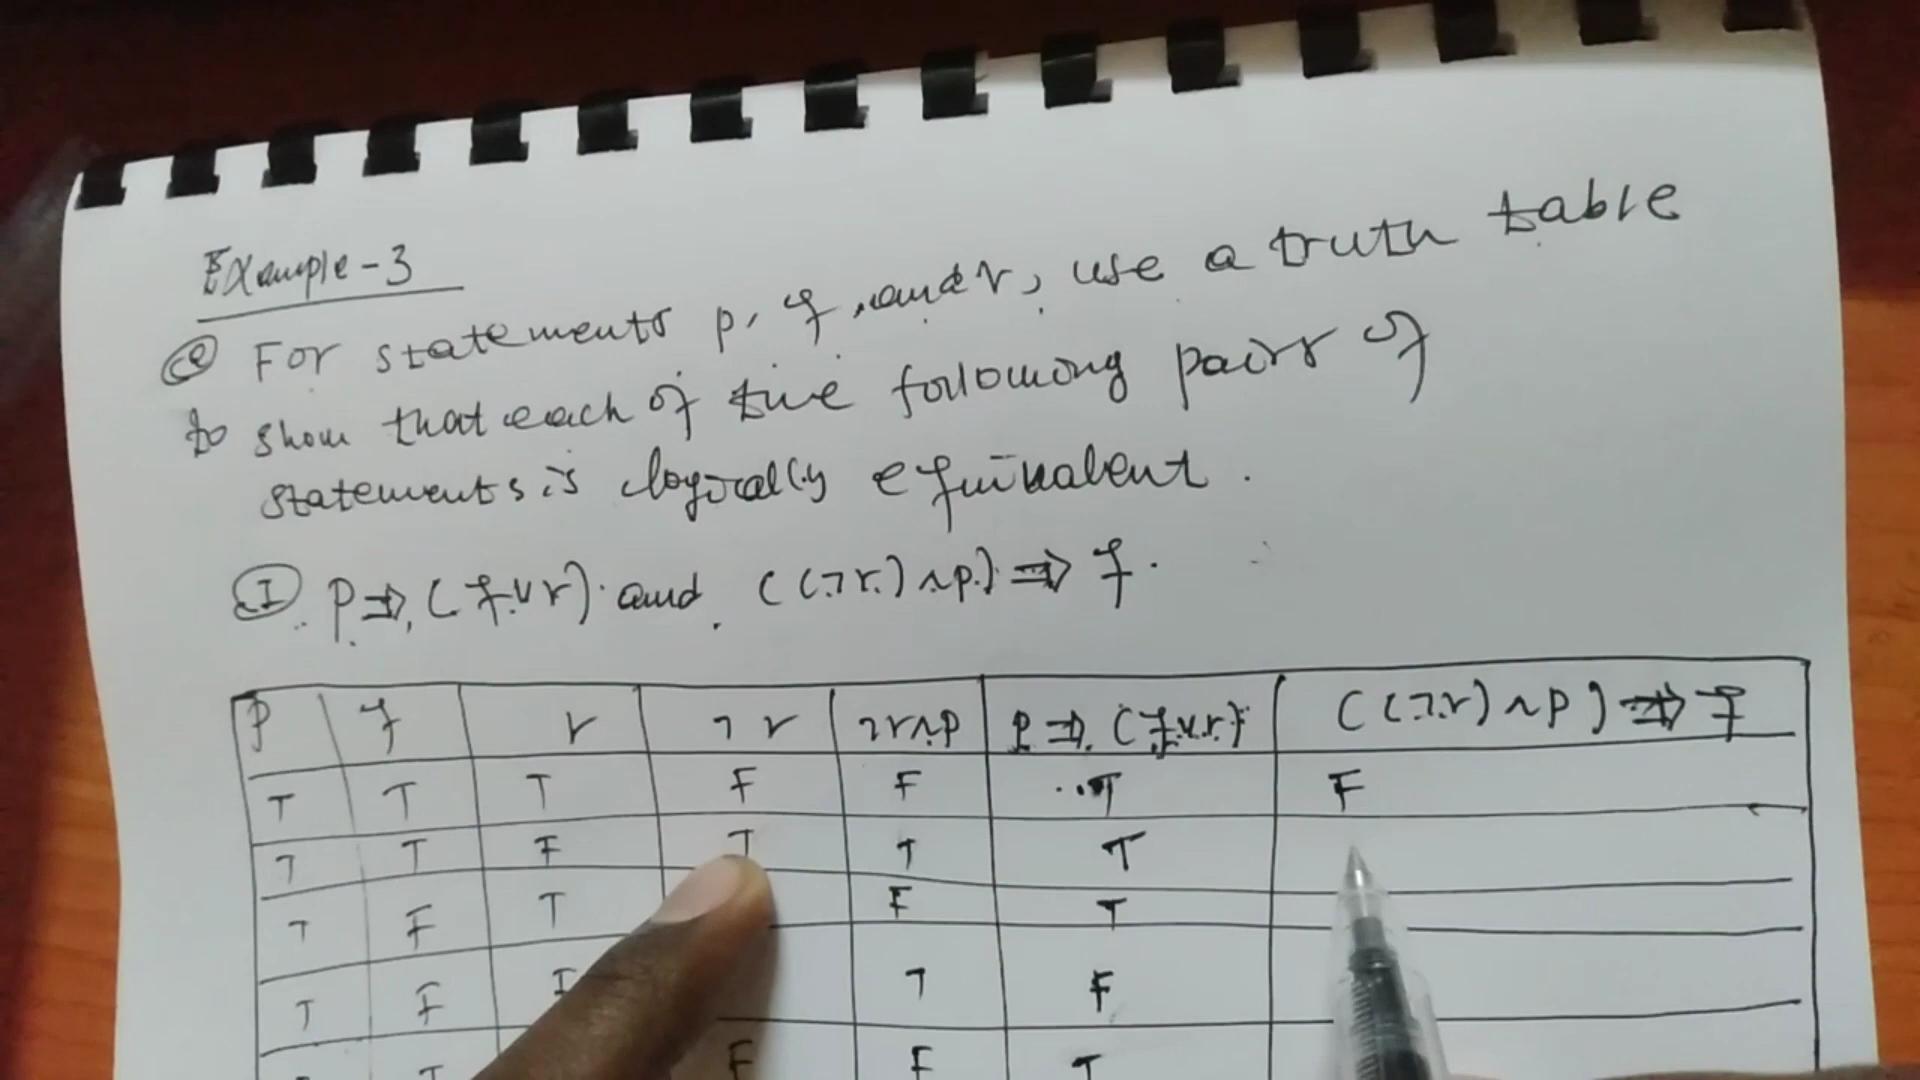 Example-3
(e) For statements p, q, and r, use a truth table
to show that each of the following pairs of
statements is logically equivalent.
(I) p ⇒ (q ∨ r) and ((¬r) ∧ p) ⇒ q.
p q r ¬r ¬r∧p p ⇒ (q∨r) ((¬r) ∧ p) ⇒ q
T T T F F T F
T T F T T T
T F T F T
T F T F
T F F T